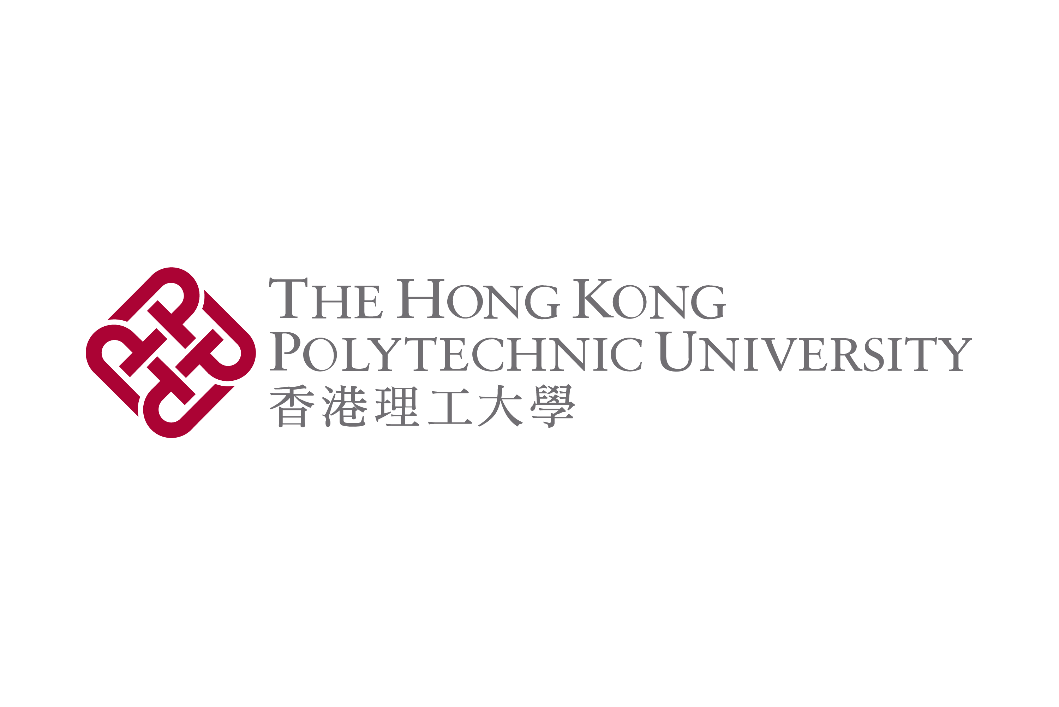 The Hong Kong
Polytechnic University
香港理工大學